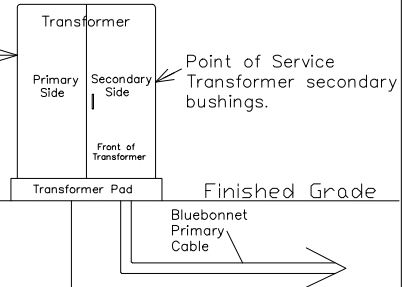 Transformer
Primary
Side
Secondary
Side
Front of
Transformer
Point of Service
Transformer secondary
bushings.
Transformer Pad
Finished Grade
Bluebonnet
Primary
Cable